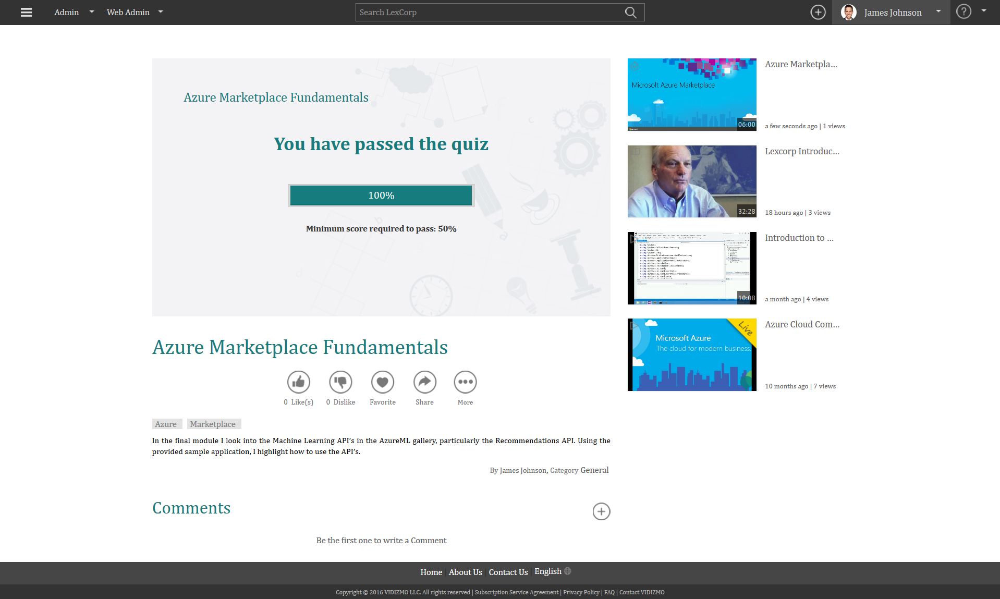 Admin
Web Admin
Search LexCorp
James Johnson
?
Azure Marketplace Fundamentals
You have passed the quiz
100%
Minimum score required to pass: 50%
Microsoft Azure Marketplace
06:00
Azure Marketpla...
a few seconds ago | 1 views
32:28
Lexcorp Introduc...
18 hours ago | 3 views
10:08
Introduction to ...
a month ago | 4 views
Live
Microsoft Azure
The cloud for modern business.
Azure Cloud Com...
10 months ago | 7 views
Azure Marketplace Fundamentals
0 Like(s)
0 Dislike
Favorite
Share
More
Azure
Marketplace
In the final module I look into the Machine Learning API's in the AzureML gallery, particularly the Recommendations API. Using the
provided sample application, I highlight how to use the API's.
By James Johnson, Category General
Comments
Be the first one to write a Comment
Home | About Us | Contact Us | English
Copyright © 2016 VIDIZMO LLC. All rights reserved | Subscription Service Agreement | Privacy Policy | FAQ | Contact VIDIZMO